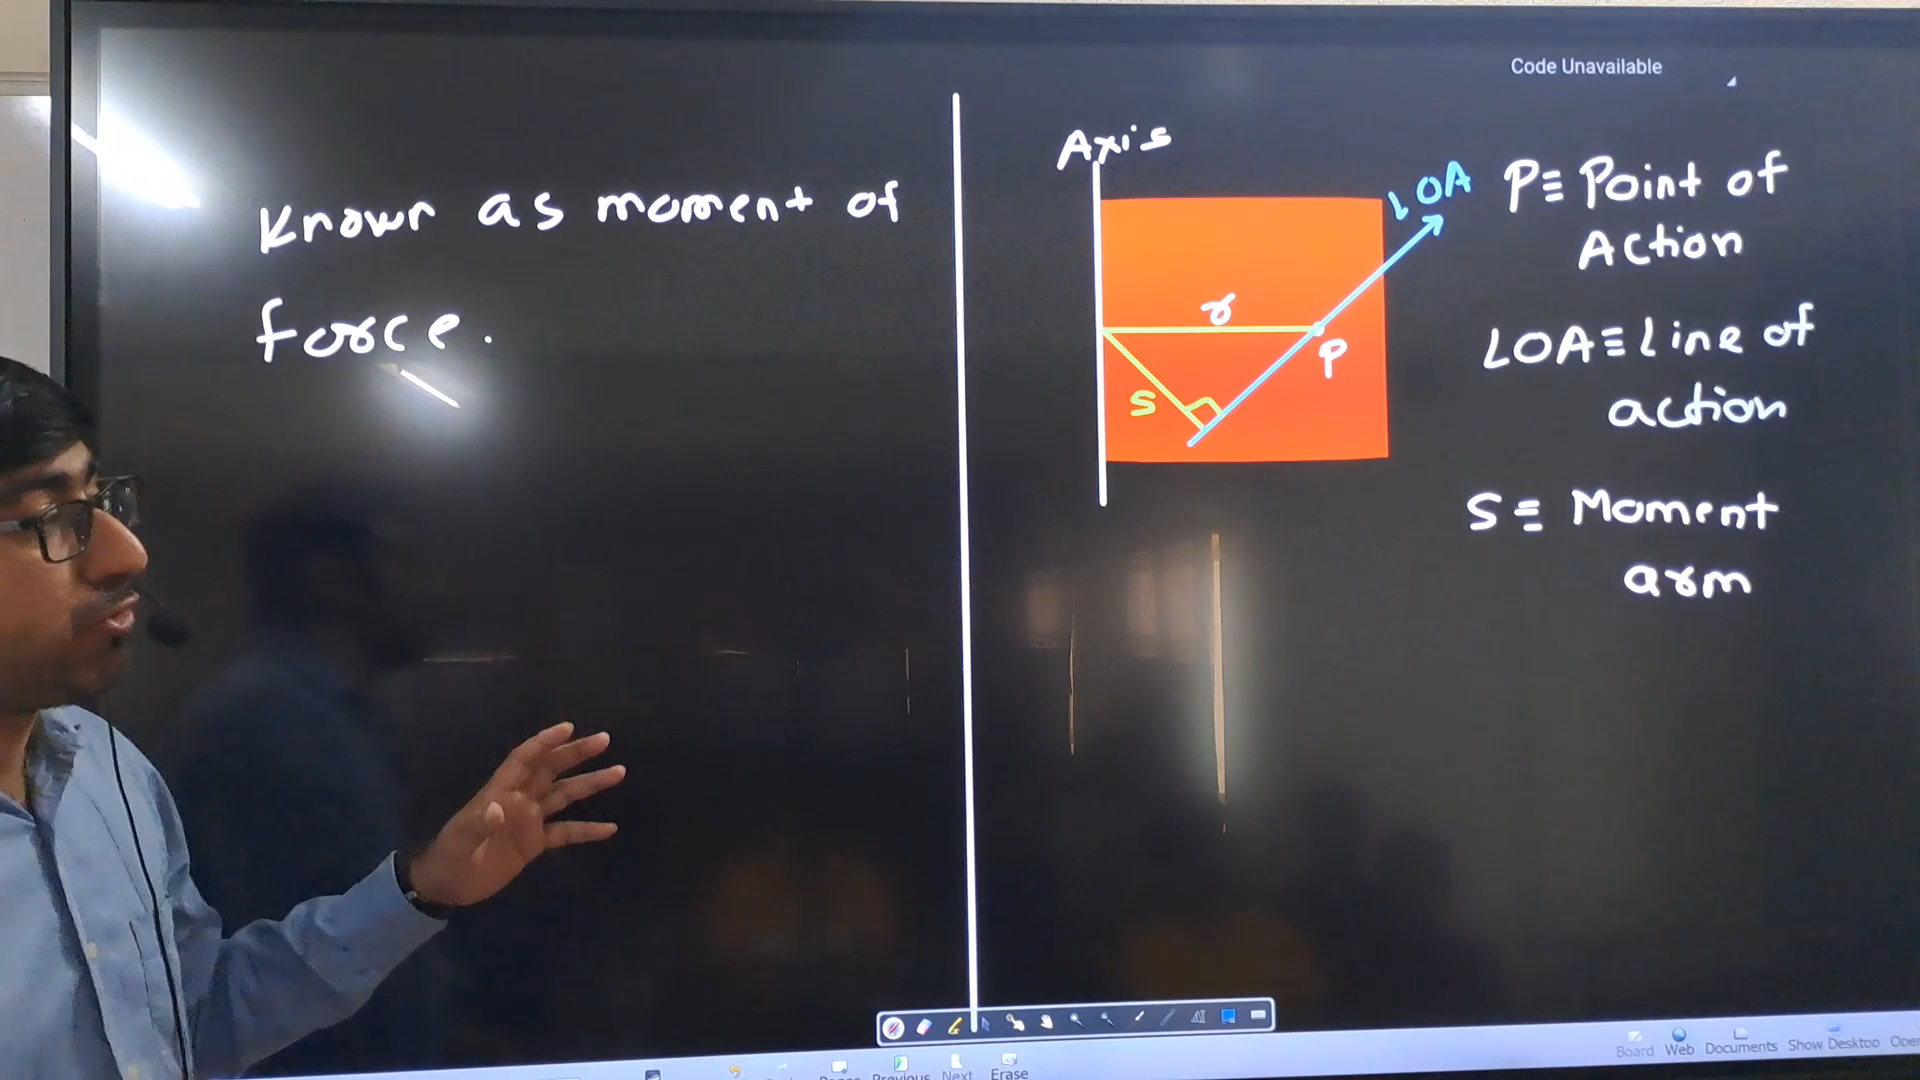 Code Unavailable
Known as moment of
force.
Axis
LOA
r
P
S
P≡ Point of
Action
LOA≡ Line of
action
S ≡ Moment
arm
Previous
Next
Erase
Board
Web
Documents
Show Desktop